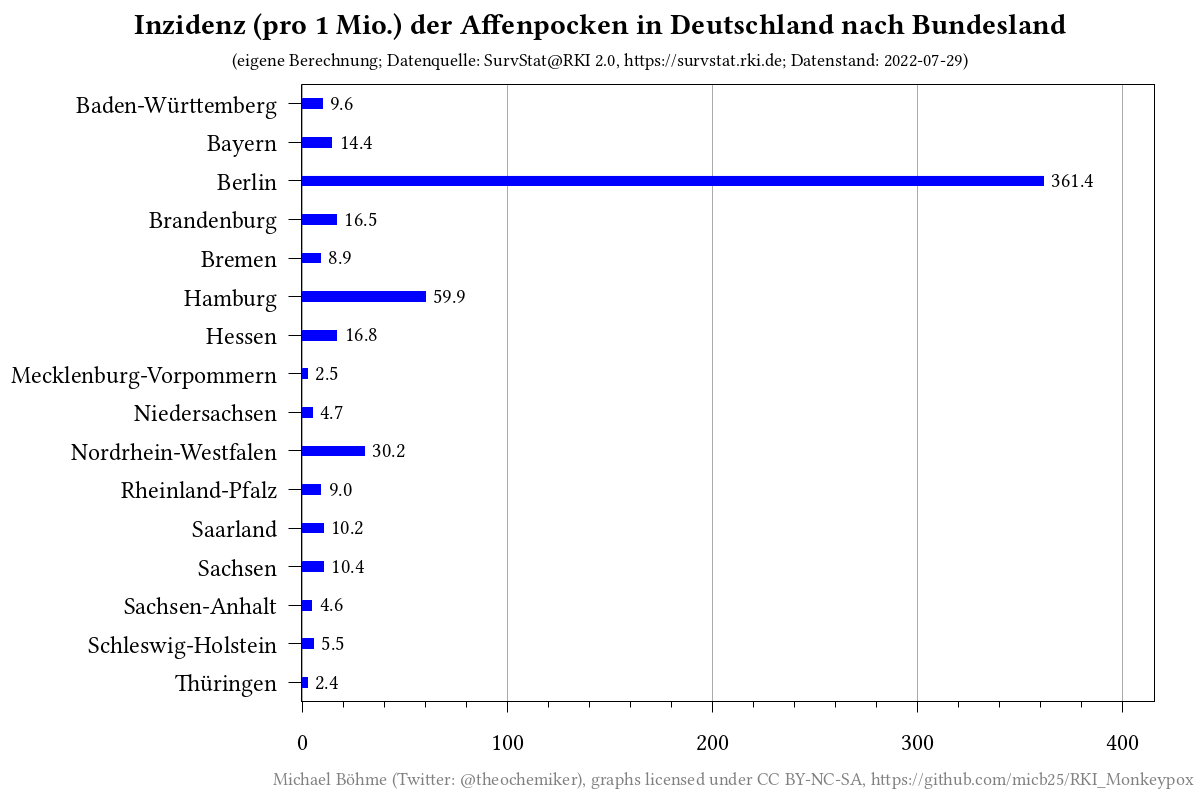 Inzidenz (pro 1 Mio.) der Affenpocken in Deutschland nach Bundesland
(eigene Berechnung; Datenquelle: SurvStat@RKI 2.0, https://survstat.rki.de; Datenstand: 2022-07-29)
Baden-Württemberg 9.6
Bayern 14.4
Berlin 361.4
Brandenburg 16.5
Bremen 8.9
Hamburg 59.9
Hessen 16.8
Mecklenburg-Vorpommern 2.5
Niedersachsen 4.7
Nordrhein-Westfalen 30.2
Rheinland-Pfalz 9.0
Saarland 10.2
Sachsen 10.4
Sachsen-Anhalt 4.6
Schleswig-Holstein 5.5
Thüringen 2.4
0 100 200 300 400
Michael Böhme (Twitter: @theochemiker), graphs licensed under CC BY-NC-SA, https://github.com/micb25/RKI_Monkeypox